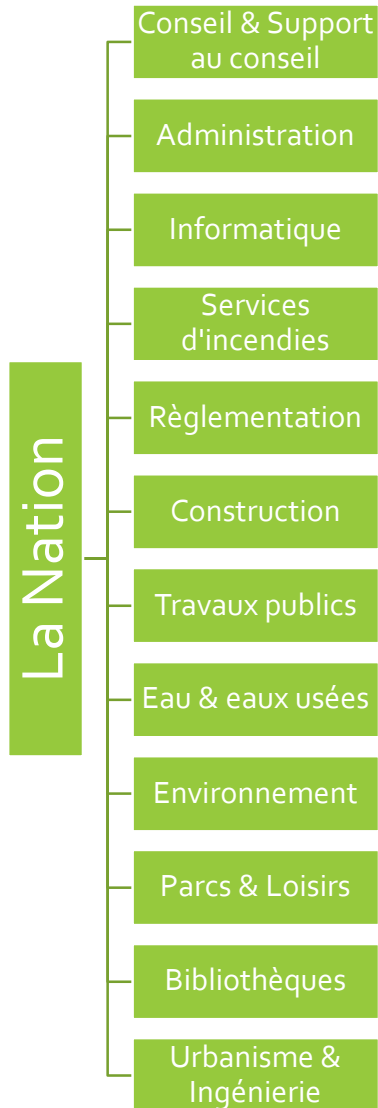 La Nation
Conseil & Support
au conseil
Administration
Informatique
Services
d'incendies
Règlementation
Construction
Travaux publics
Eau & eaux usées
Environnement
Parcs & Loisirs
Bibliothèques
Urbanisme &
Ingénierie